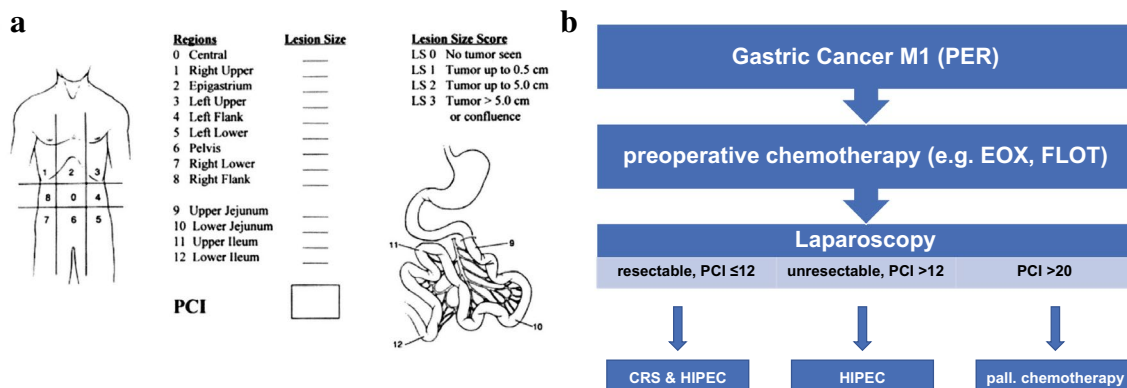 a
Regions Lesion Size
0 Central
1 Right Upper
2 Epigastrium
3 Left Upper
4 Left Flank
5 Left Lower
6 Pelvis
7 Right Lower
8 Right Flank
9 Upper Jejunum
10 Lower Jejunum
11 Upper Ileum
12 Lower Ileum
PCI
Lesion Size Score
LS 0 No tumor seen
LS 1 Tumor up to 0.5 cm
LS 2 Tumor up to 5.0 cm
LS 3 Tumor > 5.0 cm
or confluence
1 2 3
8 0 4
7 6 5
11
9
10
12
b
Gastric Cancer M1 (PER)
preoperative chemotherapy (e.g. EOX, FLOT)
Laparoscopy
resectable, PCI ≤12 unresectable, PCI >12 PCI >20
CRS & HIPEC HIPEC pall. chemotherapy